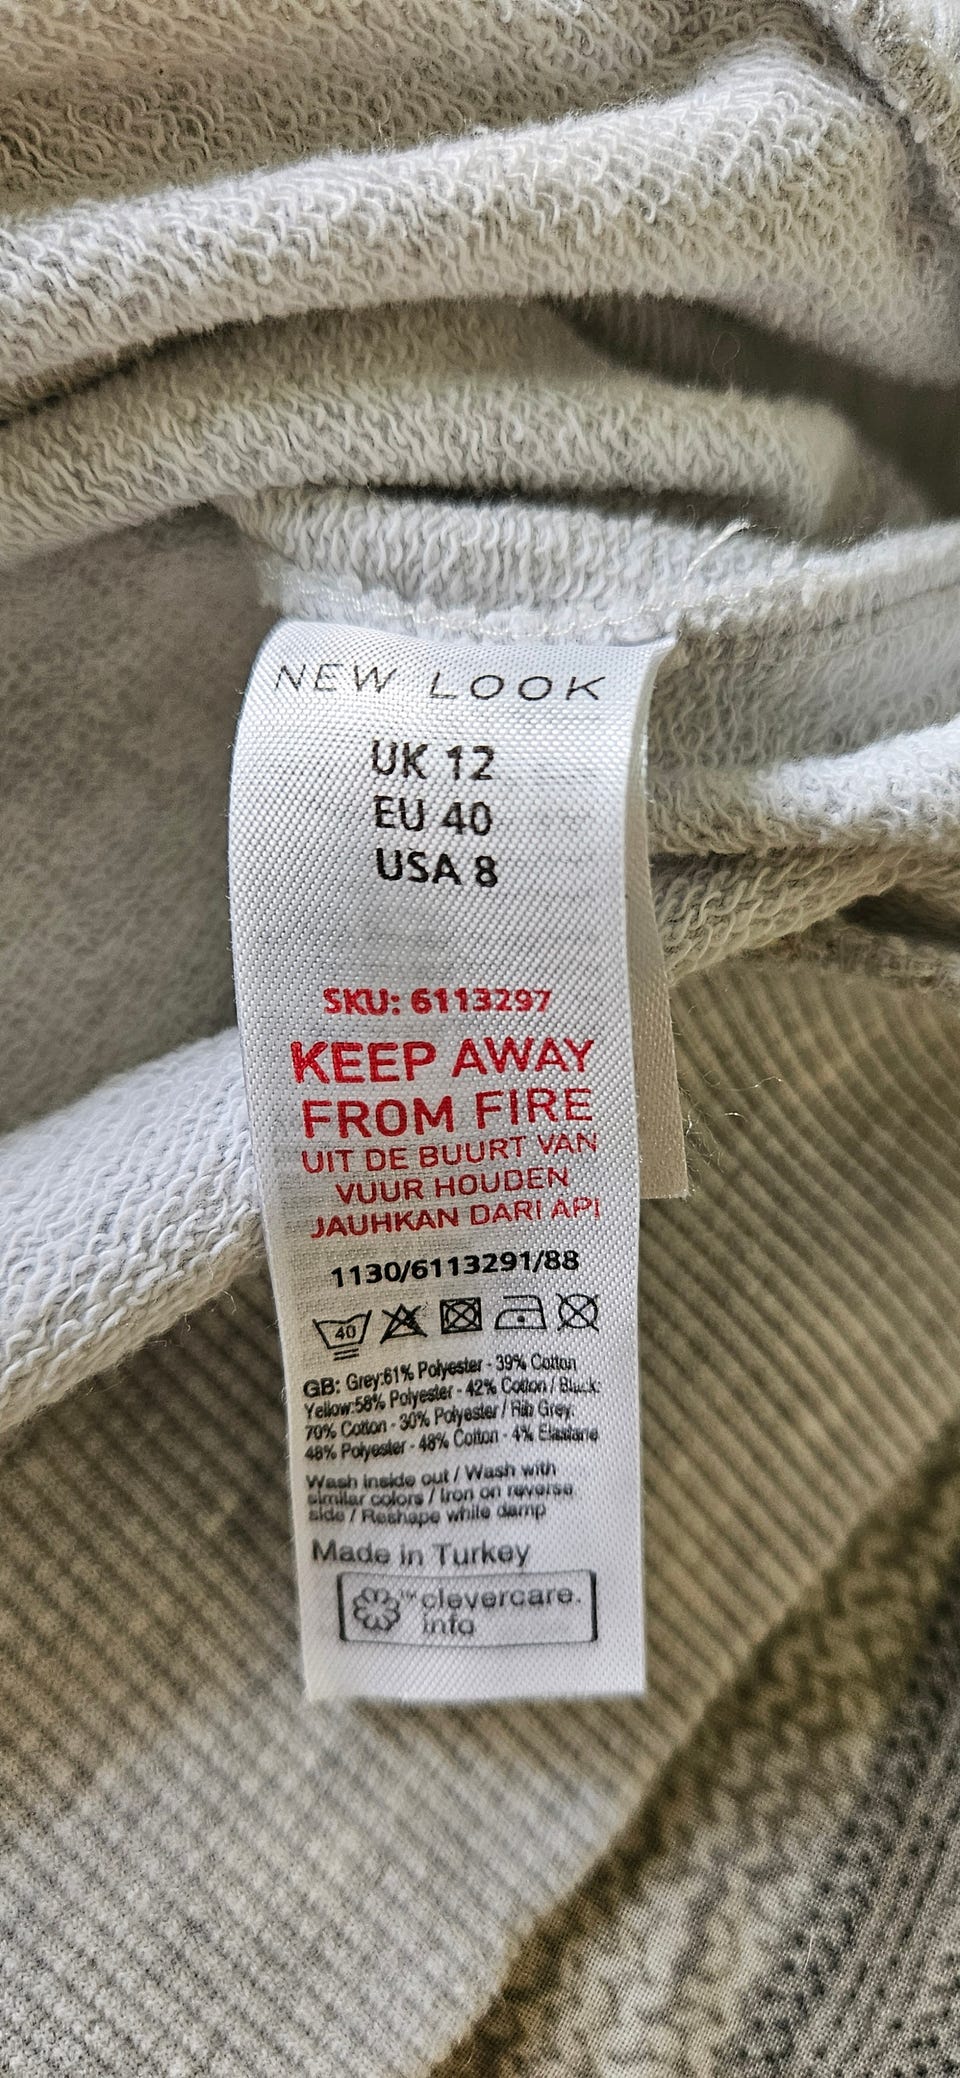 NEW LOOK
UK 12
EU 40
USA 8
SKU: 6113297
KEEP AWAY
FROM FIRE
UIT DE BUURT VAN
VUUR HOUDEN
JAUHKAN DARI API
1130/6113291/88
40
GB: Grey:61% Polyester - 39% Cotton
Yellow:58% Polyester - 42% Cotton / Black:
70% Cotton - 30% Polyester / Rib Grey:
48% Polyester - 48% Cotton - 4% Elastane
Wash inside out / Wash with
similar colors / Iron on reverse
side / Reshape while damp
Made in Turkey
™clevercare.
info